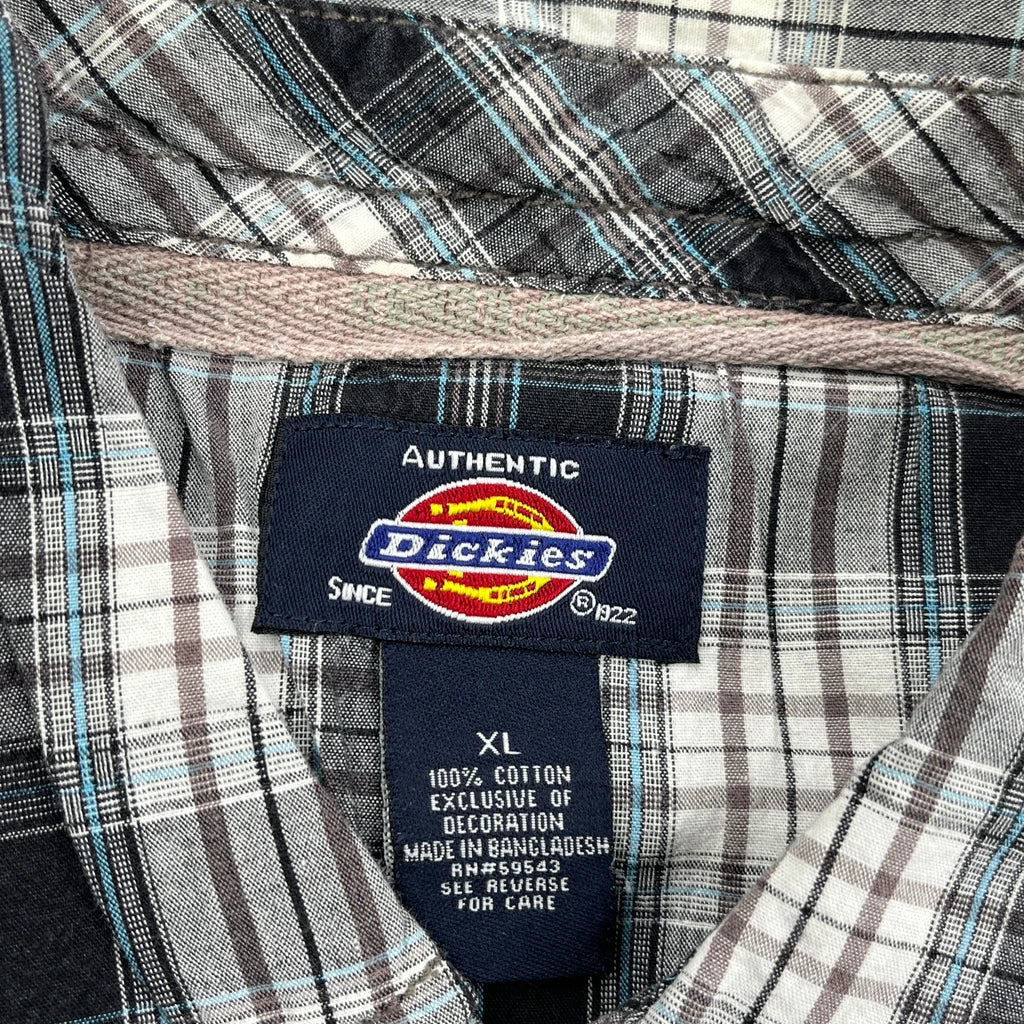 AUTHENTIC
Dickies
SINCE ® 1922
XL
100% COTTON
EXCLUSIVE OF
DECORATION
MADE IN BANGLADESH
RN#59543
SEE REVERSE
FOR CARE